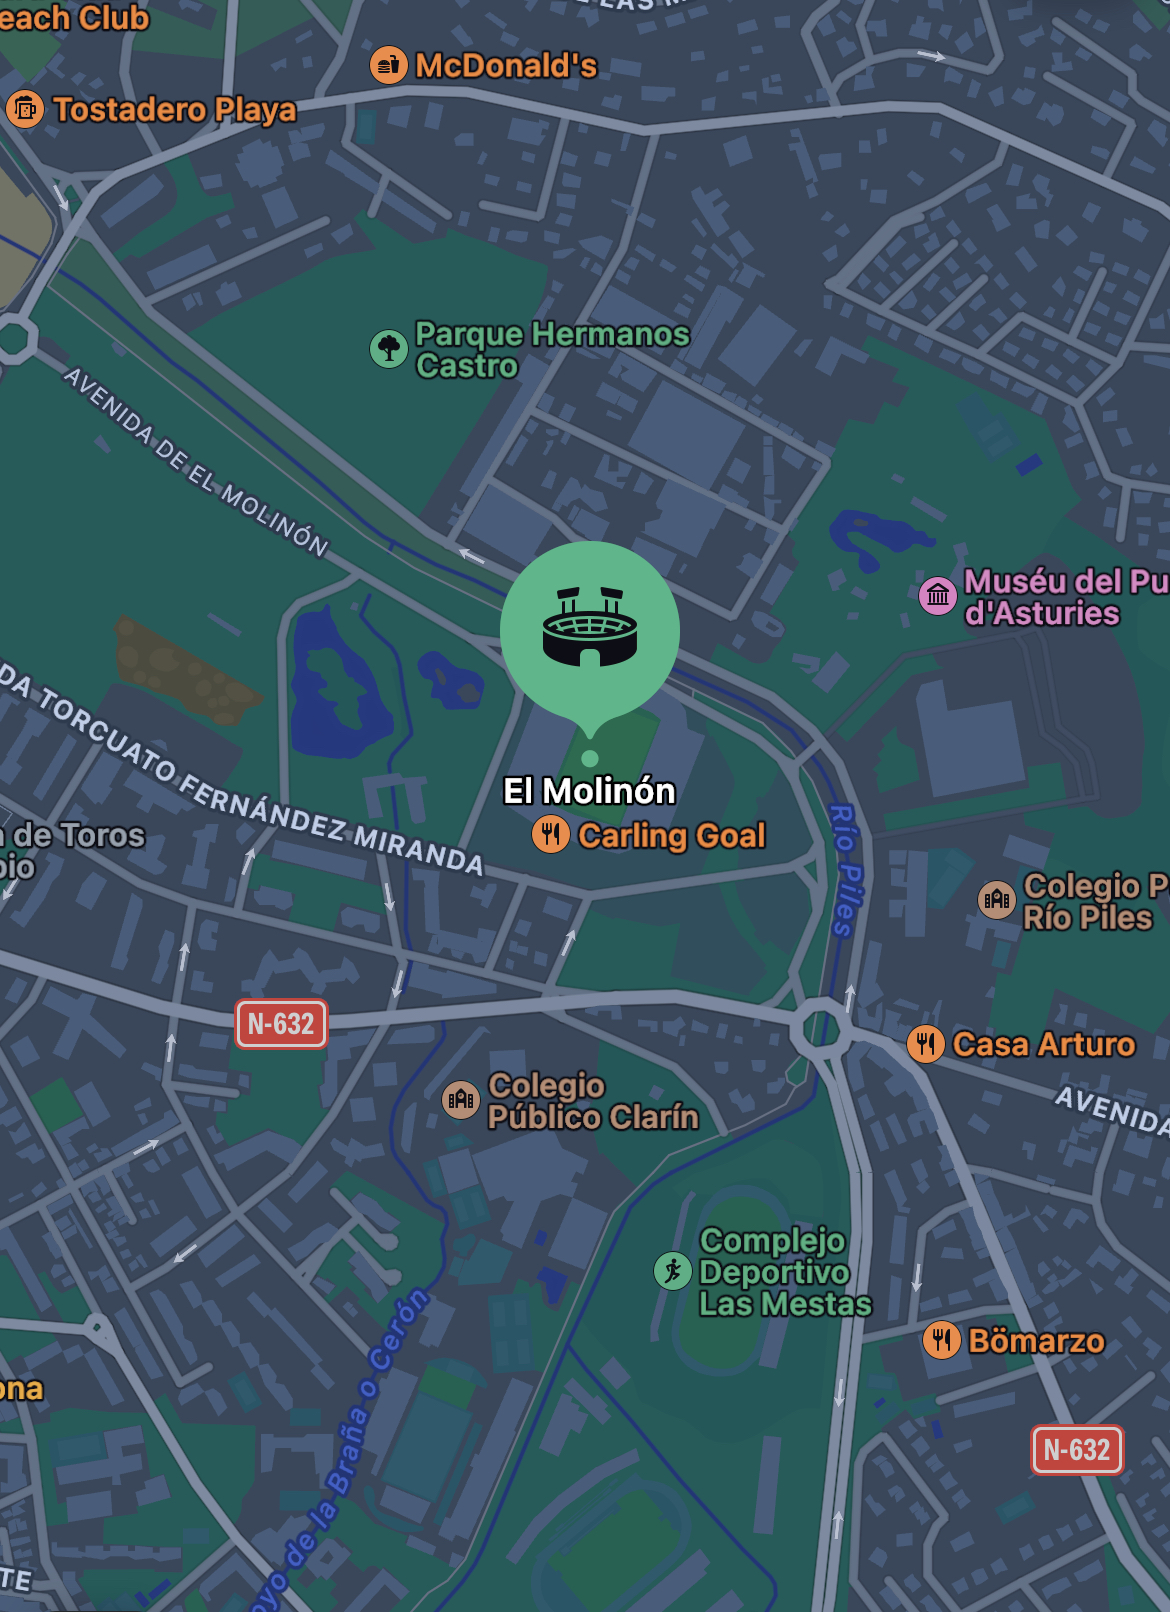 each Club
McDonald's
Tostadero Playa
Parque Hermanos
Castro
AVENIDA DE EL MOLINÓN
Muséu del Pu
d'Asturies
DA TORCUATO FERNÁNDEZ MIRANDA
El Molinón
Carling Goal
Río Piles
a de Toros
bio
Colegio P
Río Piles
N-632
Casa Arturo
Colegio
Público Clarín
AVENIDA
Complejo
Deportivo
Las Mestas
Bömarzo
ona
N-632
oyo de la Braña o Cerón
TE